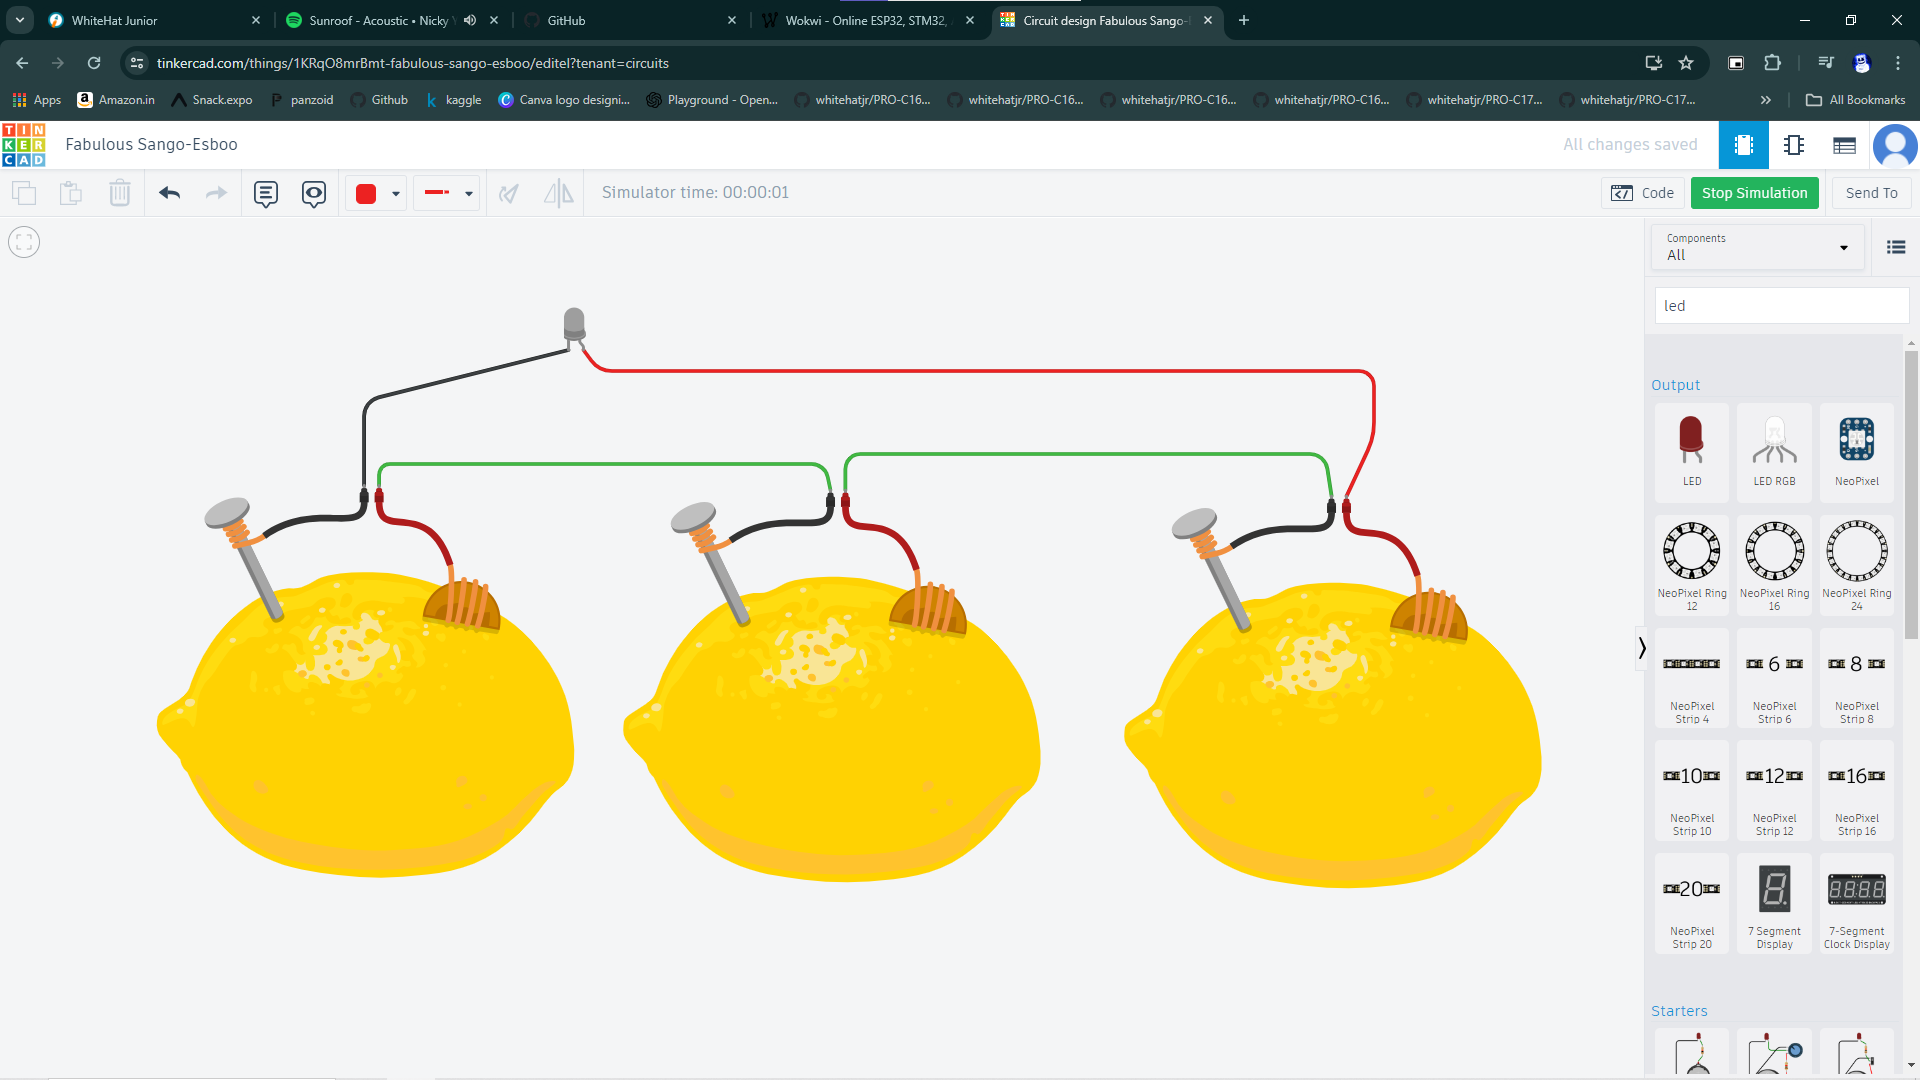 WhiteHat Junior
Sunroof - Acoustic • Nicky
GitHub
Wokwi - Online ESP32, STM32,
Circuit design Fabulous Sango-
tinkercad.com/things/1KRqO8mrBmt-fabulous-sango-esboo/editel?tenant=circuits
Apps
Amazon.in
Snack.expo
panzoid
Github
kaggle
Canva logo designi...
Playground - Open...
whitehatjr/PRO-C16...
whitehatjr/PRO-C16...
whitehatjr/PRO-C16...
whitehatjr/PRO-C16...
whitehatjr/PRO-C17...
whitehatjr/PRO-C17...
All Bookmarks
TIN
KER
CAD
Fabulous Sango-Esboo
All changes saved
Simulator time: 00:00:01
Code
Stop Simulation
Send To
Components
All
led
Output
LED
LED RGB
NeoPixel
NeoPixel Ring
12
NeoPixel Ring
16
NeoPixel Ring
24
6
8
NeoPixel
Strip 4
NeoPixel
Strip 6
NeoPixel
Strip 8
10
12
16
NeoPixel
Strip 10
NeoPixel
Strip 12
NeoPixel
Strip 16
20
NeoPixel
Strip 20
7 Segment
Display
7-Segment
Clock Display
Starters